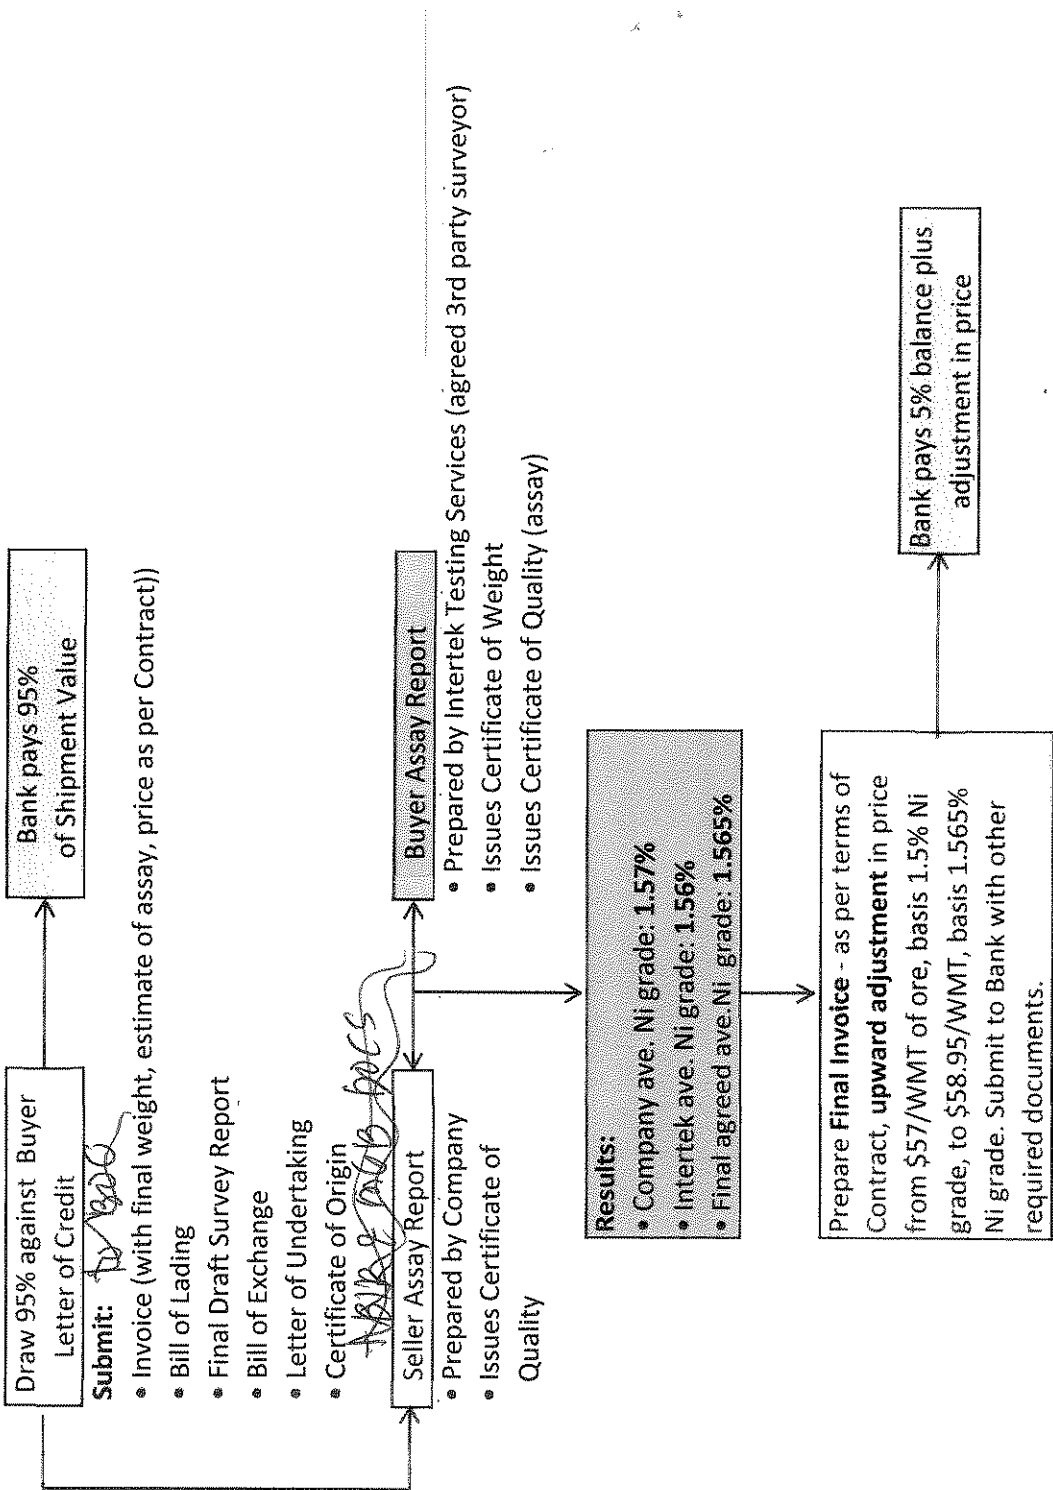 Draw 95% against Buyer
Letter of Credit
Bank pays 95%
of Shipment Value
Submit:
• Invoice (with final weight, estimate of assay, price as per Contract))
• Bill of Lading
• Final Draft Survey Report
• Bill of Exchange
• Letter of Undertaking
• Certificate of Origin
Seller Assay Report
• Prepared by Company
• Issues Certificate of
Quality
Buyer Assay Report
• Prepared by Intertek Testing Services (agreed 3rd party surveyor)
• Issues Certificate of Weight
• Issues Certificate of Quality (assay)
Results:
• Company ave. Ni grade: 1.57%
• Intertek ave. Ni grade: 1.56%
• Final agreed ave.Ni grade: 1.565%
Prepare Final Invoice - as per terms of
Contract, upward adjustment in price
from $57/WMT of ore, basis 1.5% Ni
grade, to $58.95/WMT, basis 1.565%
Ni grade. Submit to Bank with other
required documents.
Bank pays 5% balance plus
adjustment in price